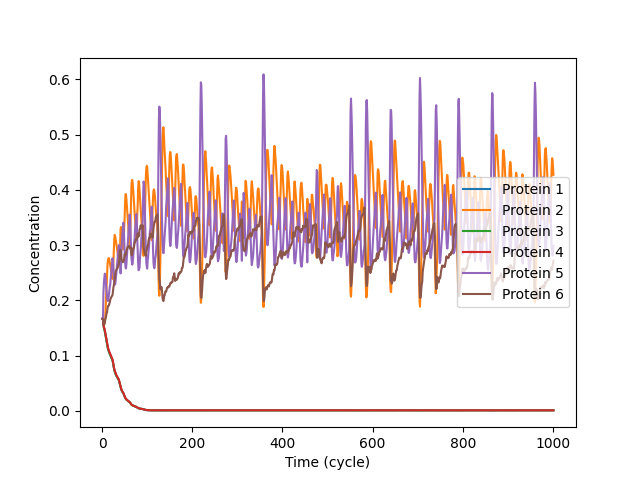 0.6
0.5
0.4
0.3
0.2
0.1
0.0
Concentration
Protein 1
Protein 2
Protein 3
Protein 4
Protein 5
Protein 6
0
200
400
600
800
1000
Time (cycle)